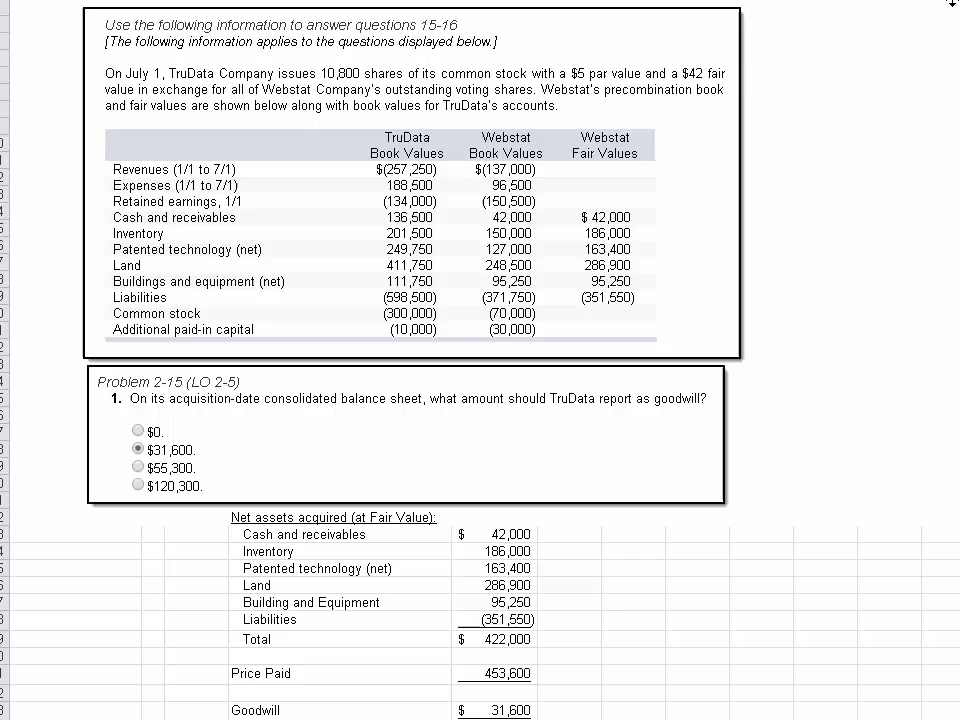 Use the following information to answer questions 15-16
[The following information applies to the questions displayed below.]
On July 1, TruData Company issues 10,800 shares of its common stock with a $5 par value and a $42 fair
value in exchange for all of Webstat Company's outstanding voting shares. Webstat's precombination book
and fair values are shown below along with book values for TruData's accounts.
TruData Webstat Webstat
Book Values Book Values Fair Values
Revenues (1/1 to 7/1) $(257,250) $(137,000)
Expenses (1/1 to 7/1) 188,500 96,500
Retained earnings, 1/1 (134,000) (150,500)
Cash and receivables 136,500 42,000 $ 42,000
Inventory 201,500 150,000 186,000
Patented technology (net) 249,750 127,000 163,400
Land 411,750 248,500 286,900
Buildings and equipment (net) 111,750 95,250 95,250
Liabilities (598,500) (371,750) (351,550)
Common stock (300,000) (70,000)
Additional paid-in capital (10,000) (30,000)
Problem 2-15 (LO 2-5)
1. On its acquisition-date consolidated balance sheet, what amount should TruData report as goodwill?
$0.
$31,600.
$55,300.
$120,300.
Net assets acquired (at Fair Value):
Cash and receivables $ 42,000
Inventory 186,000
Patented technology (net) 163,400
Land 286,900
Building and Equipment 95,250
Liabilities (351,550)
Total $ 422,000
Price Paid 453,600
Goodwill $ 31,600